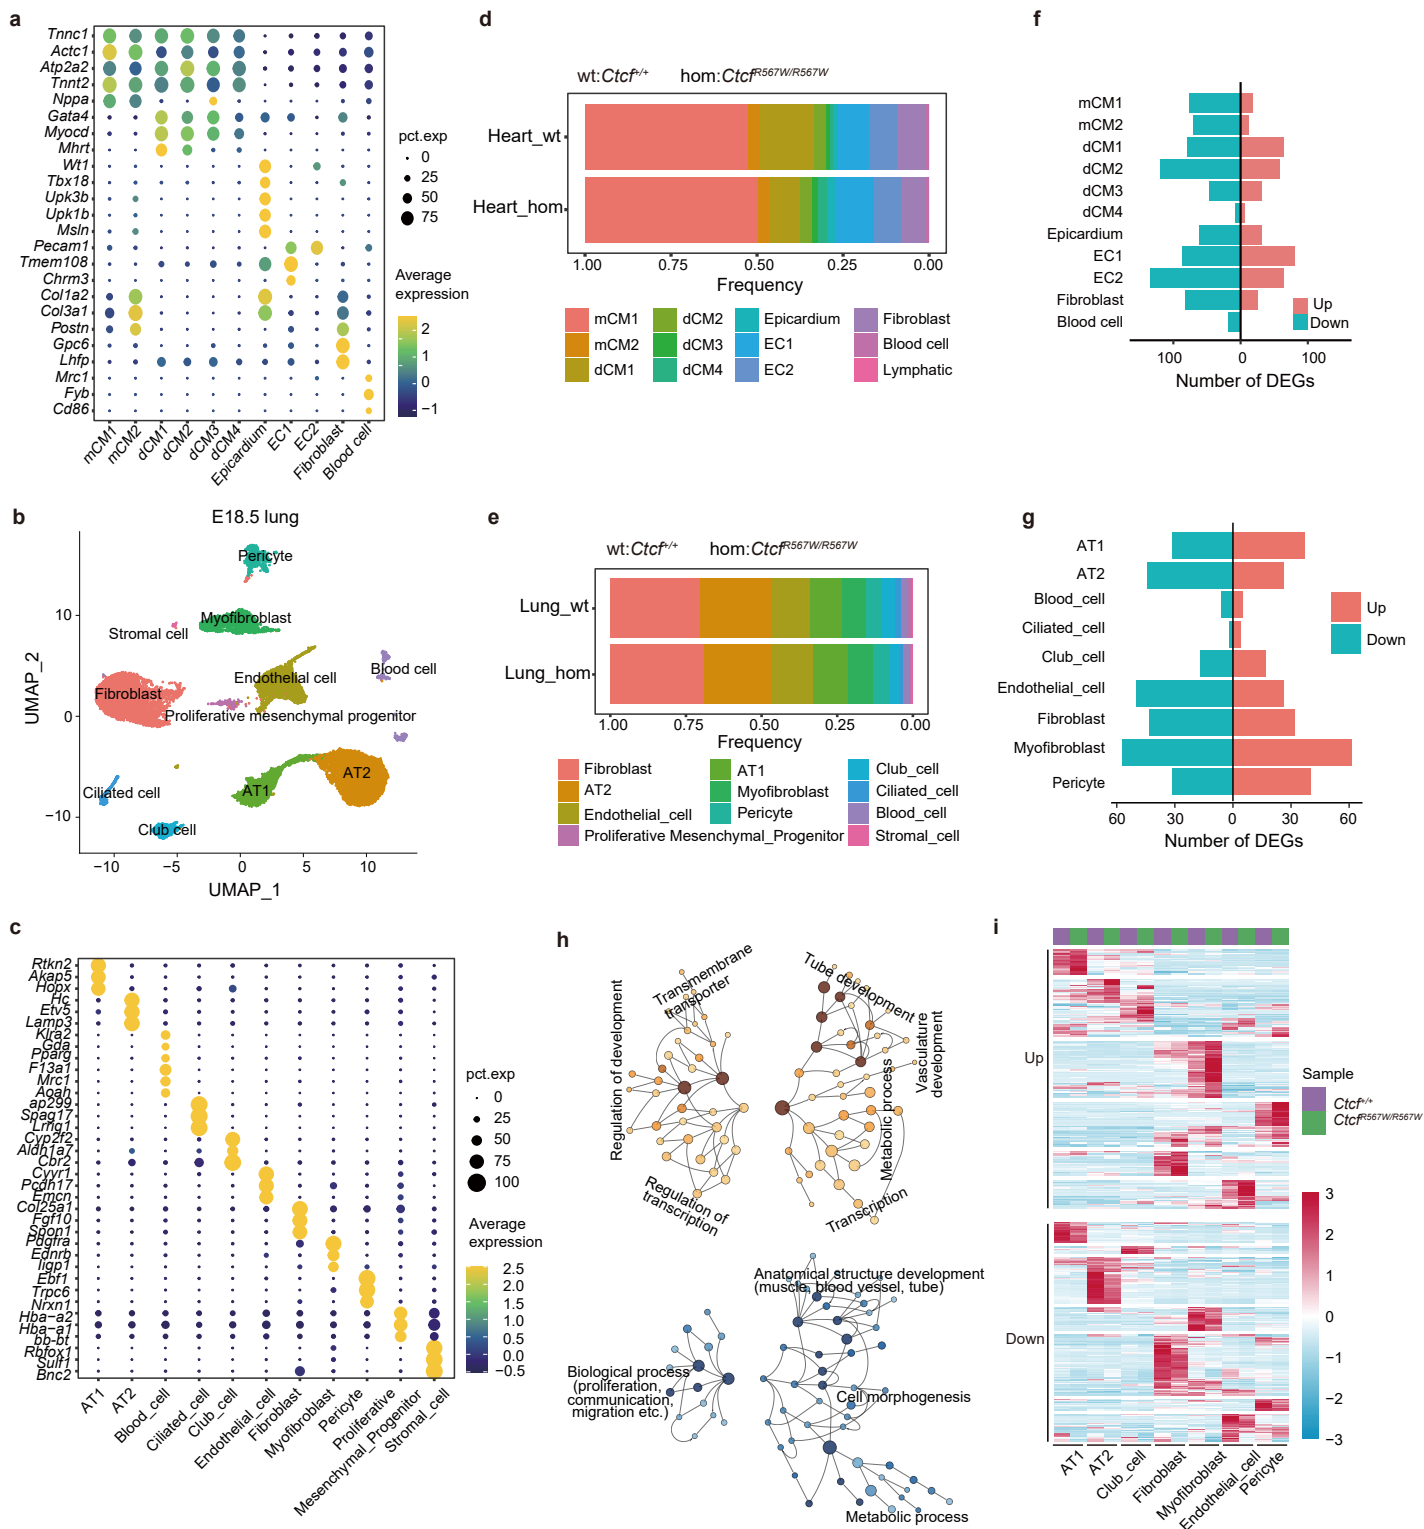 a
Tnnc1
Actc1
Atp2a2
Tnnt2
Nppa
Gata4
Myocd
Mhrt
Wt1
Tbx18
Upk3b
Upk1b
Msln
Pecam1
Tmem108
Chrm3
Col1a2
Col3a1
Postn
Gpc6
Lhfp
Mrc1
Fyb
Cd86
mCM1
mCM2
dCM1
dCM2
dCM3
dCM4
Epicardium
EC1
EC2
Fibroblast
Blood cell
pct.exp
0
25
50
75
Average
expression
2
1
0
−1
d
wt:Ctcf+/+ hom:CtcfR567W/R567W
Heart_wt
Heart_hom
1.00 0.75 0.50 0.25 0.00
Frequency
mCM1 dCM2 Epicardium Fibroblast
mCM2 dCM3 EC1 Blood cell
dCM1 dCM4 EC2 Lymphatic
f
mCM1
mCM2
dCM1
dCM2
dCM3
dCM4
Epicardium
EC1
EC2
Fibroblast
Blood cell
Up
Down
100 0 100
Number of DEGs
b
E18.5 lung
Pericyte
Myofibroblast
Stromal cell
Endothelial cell
Blood cell
Fibroblast
Proliferative mesenchymal progenitor
AT2
AT1
Ciliated cell
Club cell
UMAP_2
10
0
−10
−10 −5 0 5 10
UMAP_1
e
wt:Ctcf+/+ hom:CtcfR567W/R567W
Lung_wt
Lung_hom
1.00 0.75 0.50 0.25 0.00
Frequency
Fibroblast AT1 Club_cell
AT2 Myofibroblast Ciliated_cell
Endothelial_cell Pericyte Blood_cell
Proliferative Mesenchymal_Progenitor Stromal_cell
g
AT1
AT2
Blood_cell
Ciliated_cell
Club_cell
Endothelial_cell
Fibroblast
Myofibroblast
Pericyte
Up
Down
60 30 0 30 60
Number of DEGs
c
Rtkn2
Akap5
Hopx
Hc
Etv5
Lamp3
Klra2
Gda
Pparg
F13a1
Mrc1
Aoah
ap299
Spag17
Lrrig1
Cyp2f2
Aldh1a7
Cbr2
Cyyr1
Pcdh17
Emcn
Col25a1
Fgf10
Spon1
Pdgfra
Ednrb
Iigp1
Ebf1
Trpc6
Nrxn1
Hba−a2
Hba−a1
bb-bt
Rbfox1
Sulf1
Bnc2
AT1
AT2
Blood_cell
Ciliated_cell
Club_cell
Endothelial_cell
Fibroblast
Myofibroblast
Pericyte
Proliferative
Mesenchymal_Progenitor
Stromal_cell
pct.exp
0
25
50
75
100
Average
expression
2.5
2.0
1.5
1.0
0.5
0.0
−0.5
h
Transmembrane
transporter
Regulation of development
Regulation of
transcription
Tube development
Vasculature
development
Metabolic process
Transcription
Anatomical structure development
(muscle, blood vessel, tube)
Biological process
(proliferation,
communication,
migration etc.)
Cell morphogenesis
Metabolic process
i
Up
Down
AT1
AT2
Club_cell
Fibroblast
Myofibroblast
Endothelial_cell
Pericyte
Sample
Ctcf+/+
CtcfR567W/R567W
3
2
1
0
−1
−2
−3